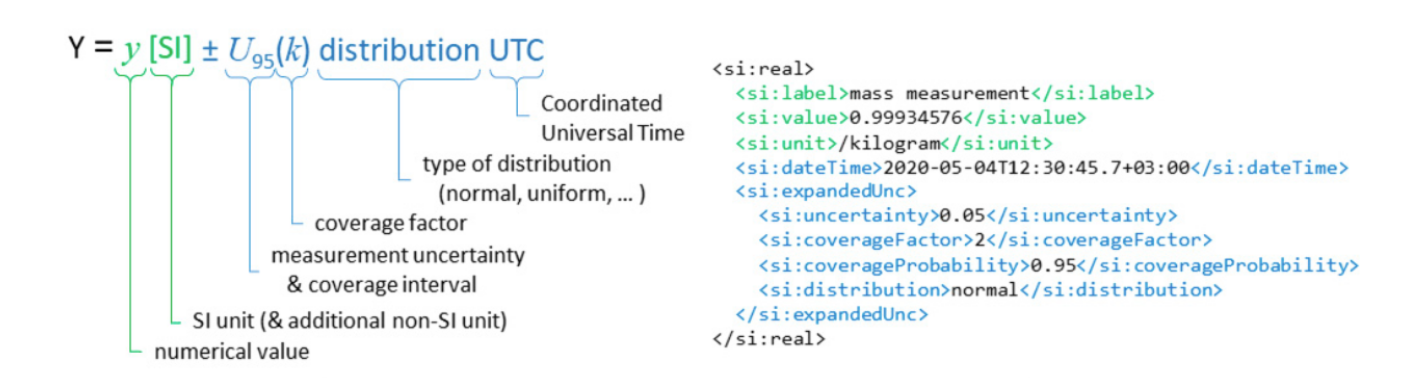 Y = y [SI] ± U95(k) distribution UTC
Coordinated
Universal Time
type of distribution
(normal, uniform, ... )
coverage factor
measurement uncertainty
& coverage interval
SI unit (& additional non-SI unit)
numerical value
<si:real>
<si:label>mass measurement</si:label>
<si:value>0.99934576</si:value>
<si:unit>/kilogram</si:unit>
<si:dateTime>2020-05-04T12:30:45.7+03:00</si:dateTime>
<si:expandedUnc>
<si:uncertainty>0.05</si:uncertainty>
<si:coverageFactor>2</si:coverageFactor>
<si:coverageProbability>0.95</si:coverageProbability>
<si:distribution>normal</si:distribution>
</si:expandedUnc>
</si:real>